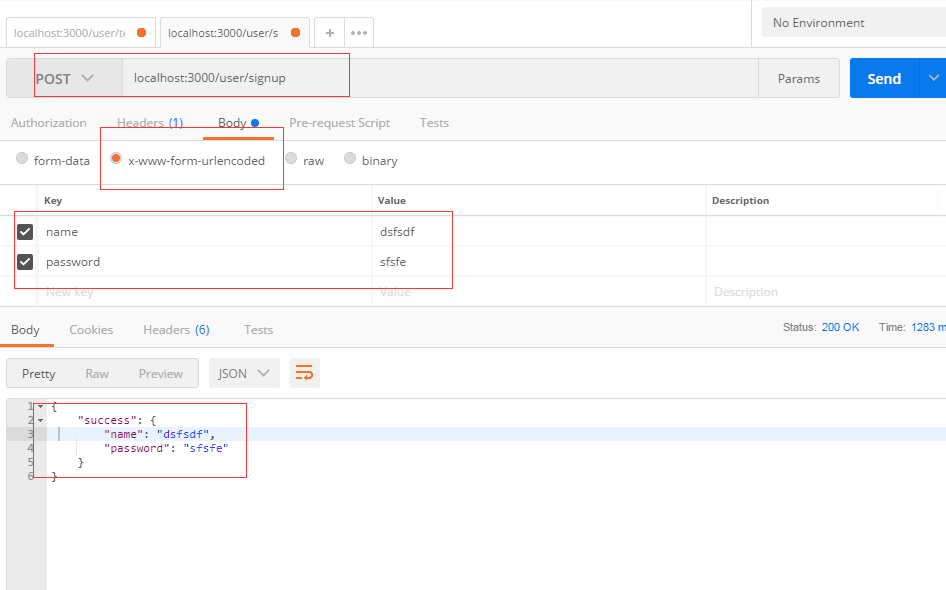 localhost:3000/user/te
localhost:3000/user/s
No Environment
POST
localhost:3000/user/signup
Params
Send
Authorization
Headers (1)
Body
Pre-request Script
Tests
form-data
x-www-form-urlencoded
raw
binary
Key
Value
Description
name
dsfsdf
password
sfsfe
New key
Value
Description
Body
Cookies
Headers (6)
Tests
Status: 200 OK
Time: 1283 m
Pretty
Raw
Preview
JSON
1 {
2 "success": {
3 "name": "dsfsdf",
4 "password": "sfsfe"
5 }
6 }